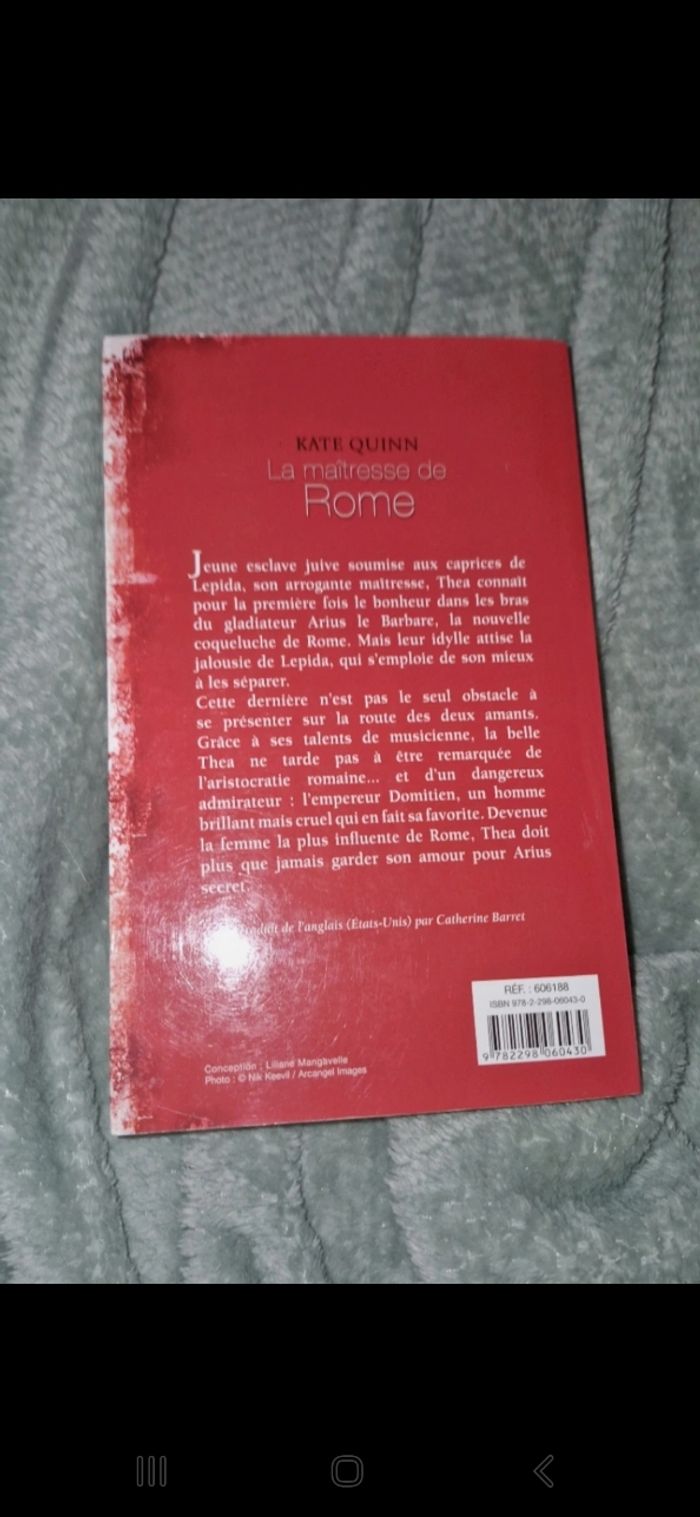 KATE QUINN
La maîtresse de
Rome
Jeune esclave juive soumise aux caprices de
Lepida, son arrogante maîtresse, Thea connaît
pour la première fois le bonheur dans les bras
du gladiateur Arius le Barbare, la nouvelle
coqueluche de Rome. Mais leur idylle attise la
jalousie de Lepida, qui s'emploie de son mieux
à les séparer.
Cette dernière n'est pas le seul obstacle à
se présenter sur la route des deux amants.
Grâce à ses talents de musicienne, la belle
Thea ne tarde pas à être remarquée de
l'aristocratie romaine... et d'un dangereux
admirateur : l'empereur Domitien, un homme
brillant mais cruel qui en fait sa favorite. Devenue
la femme la plus influente de Rome, Thea doit
plus que jamais garder son amour pour Arius
secret.
de l'anglais (États-Unis) par Catherine Barret
RÉF. : 606188
ISBN 978-2-298-06043-0
9 782298 060430
Conception : Liliane Mangavelle
Photo : © Nik Keevil / Arcangel Images